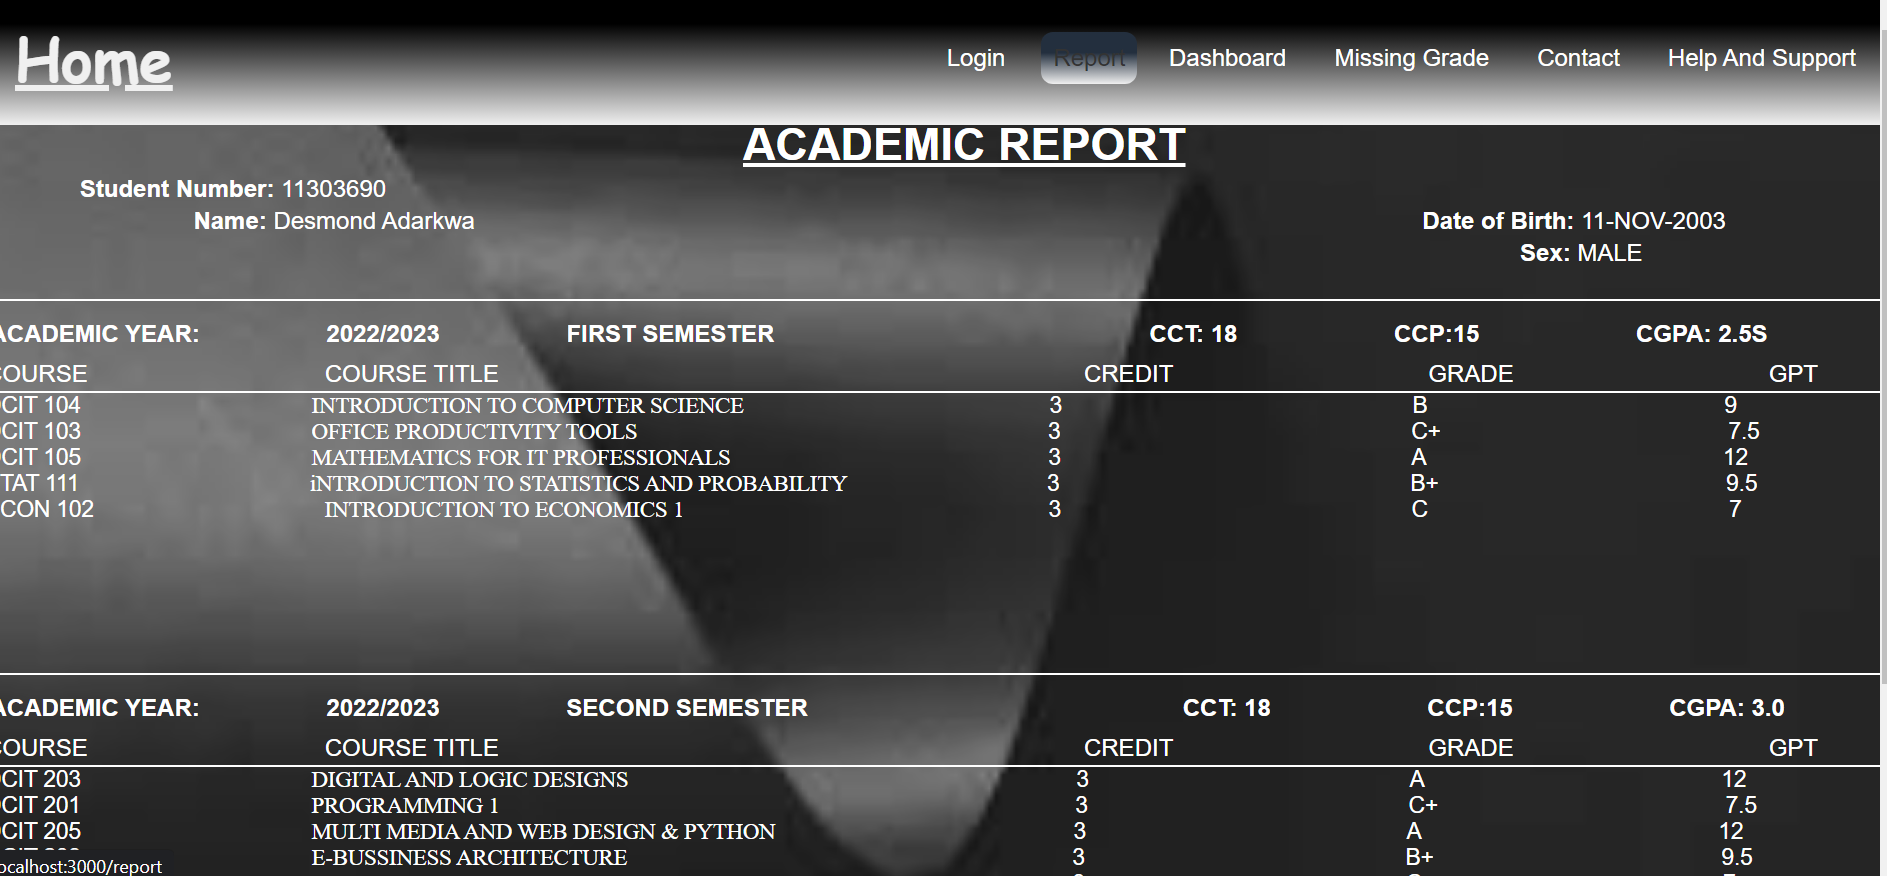 Home Login Report Dashboard Missing Grade Contact Help And Support
ACADEMIC REPORT
Student Number: 11303690
Name: Desmond Adarkwa
Date of Birth: 11-NOV-2003
Sex: MALE
ACADEMIC YEAR: 2022/2023 FIRST SEMESTER CCT: 18 CCP:15 CGPA: 2.5S
COURSE COURSE TITLE CREDIT GRADE GPT
CIT 104 INTRODUCTION TO COMPUTER SCIENCE 3 B 9
CIT 103 OFFICE PRODUCTIVITY TOOLS 3 C+ 7.5
CIT 105 MATHEMATICS FOR IT PROFESSIONALS 3 A 12
TAT 111 iNTRODUCTION TO STATISTICS AND PROBABILITY 3 B+ 9.5
CON 102 INTRODUCTION TO ECONOMICS 1 3 C 7
ACADEMIC YEAR: 2022/2023 SECOND SEMESTER CCT: 18 CCP:15 CGPA: 3.0
COURSE COURSE TITLE CREDIT GRADE GPT
CIT 203 DIGITAL AND LOGIC DESIGNS 3 A 12
CIT 201 PROGRAMMING 1 3 C+ 7.5
CIT 205 MULTI MEDIA AND WEB DESIGN & PYTHON 3 A 12
E-BUSSINESS ARCHITECTURE 3 B+ 9.5
ocalhost:3000/report